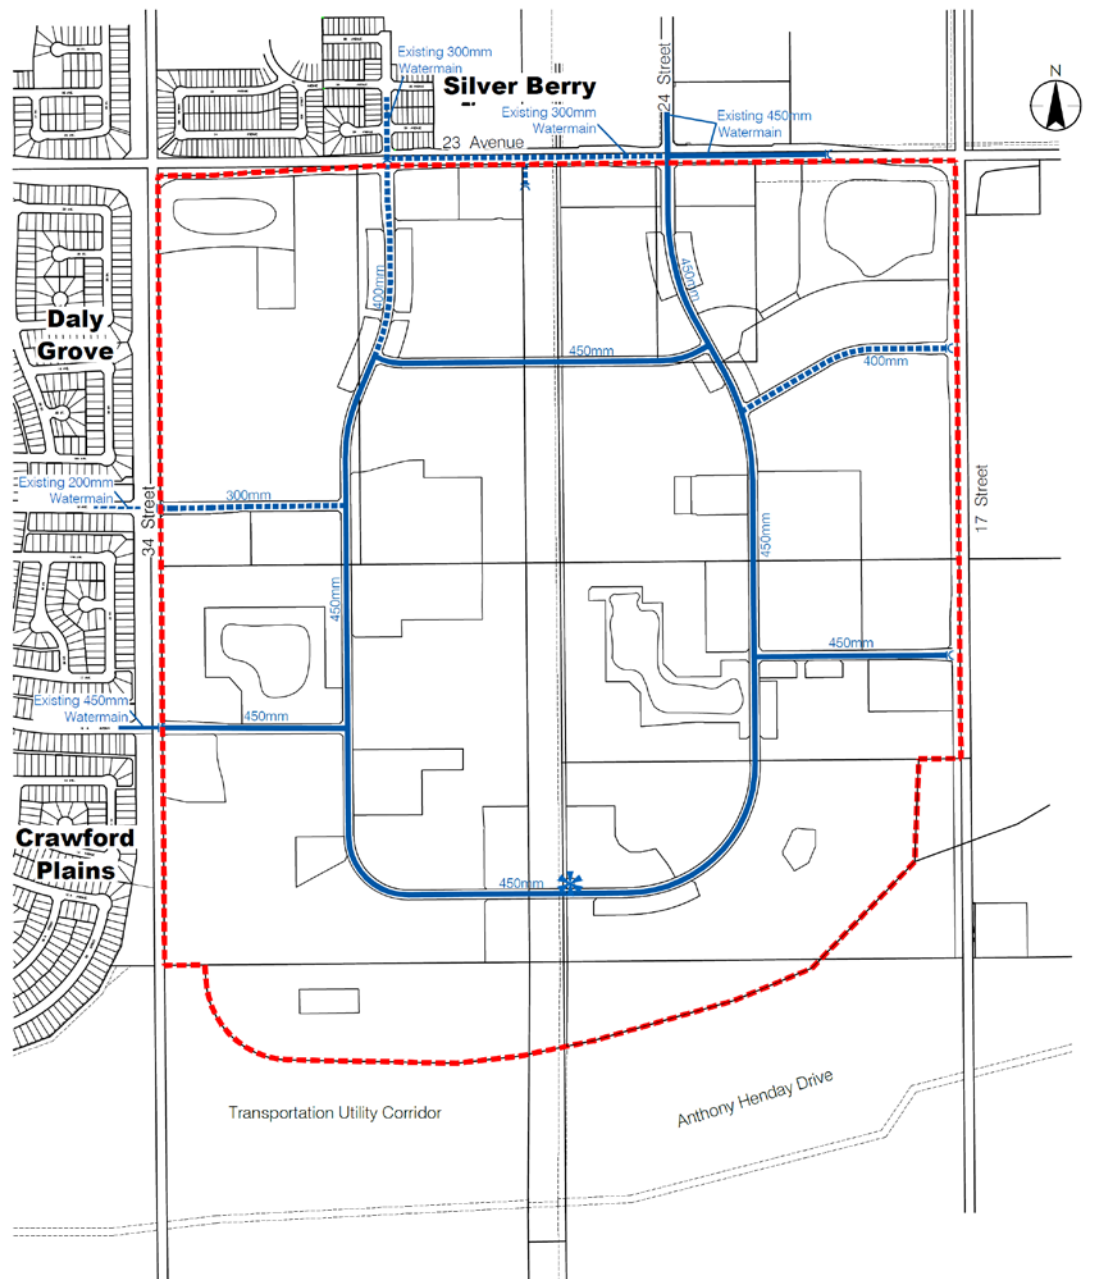 Existing 300mm
Watermain
Silver Berry
24 Street
N
Existing 300mm
Watermain
Existing 450mm
Watermain
23 Avenue
400mm
450mm
Daly
Grove
450mm
400mm
Existing 200mm
Watermain
300mm
34 Street
17 Street
450mm
450mm
450mm
Existing 450mm
Watermain
450mm
Crawford
Plains
450mm
Transportation Utility Corridor
Anthony Henday Drive